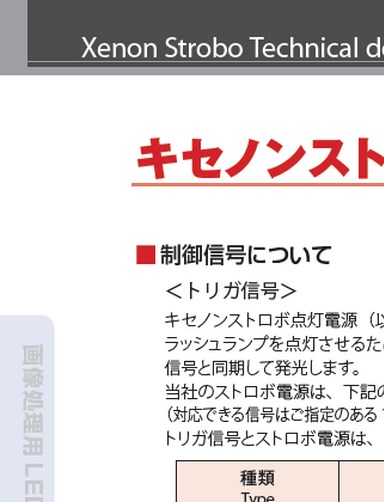 Xenon Strobo Technical
キセノンスト
■制御信号について
＜トリガ信号＞
キセノンストロボ点灯電源（以
ラッシュランプを点灯させるた
信号と同期して発光します。
当社のストロボ電源は、下記の
（対応できる信号はご指定のある
トリガ信号とストロボ電源は、
種類
Type
画像処理用LED